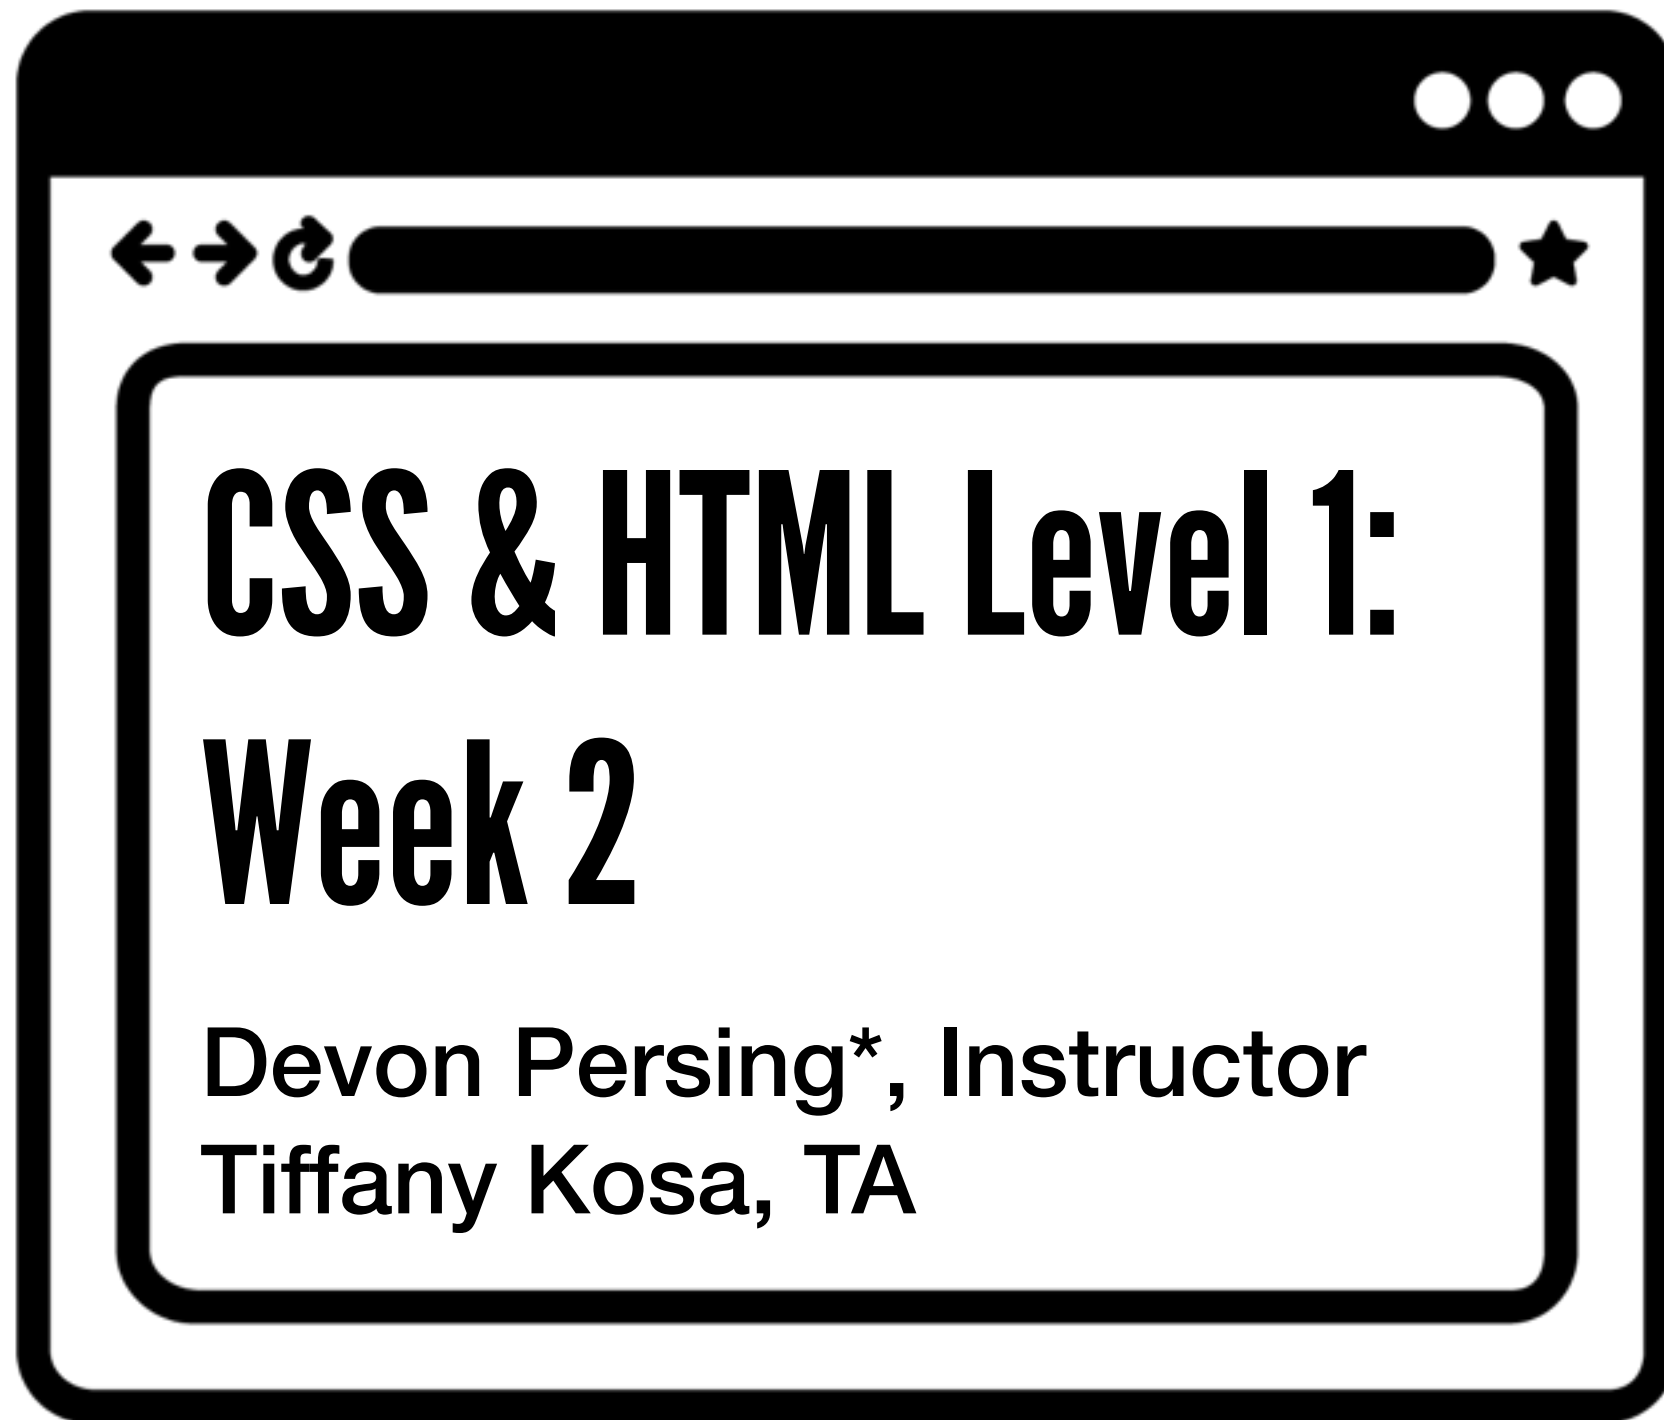 CSS & HTML Level 1:
Week 2
Devon Persing*, Instructor
Tiffany Kosa, TA